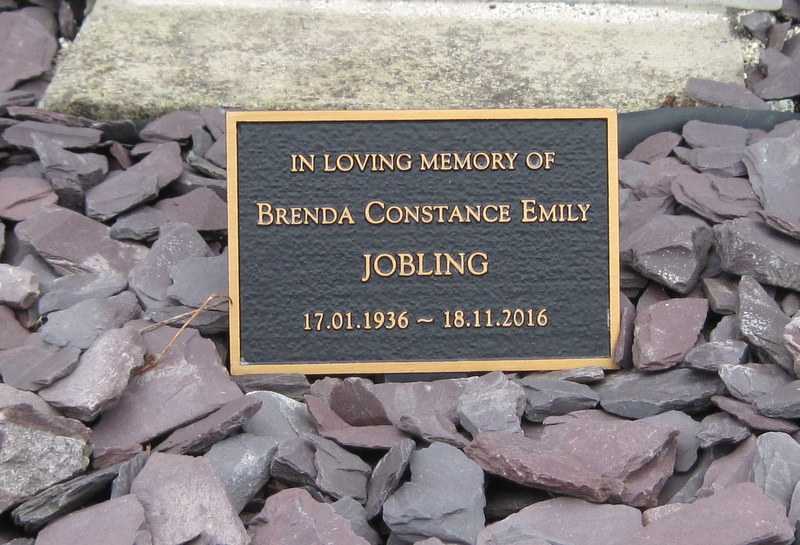 IN LOVING MEMORY OF
BRENDA CONSTANCE EMILY
JOBLING
17.01.1936 ~ 18.11.2016